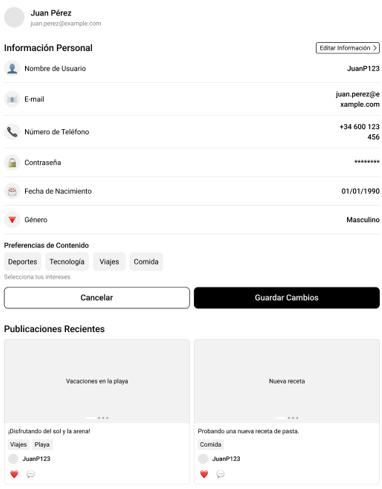 Juan Pérez
juan.perez@example.com
Información Personal
Editar Información
Nombre de Usuario
JuanP123
E-mail
juan.perez@e
xample.com
Número de Teléfono
+34 600 123
456
Contraseña
********
Fecha de Nacimiento
01/01/1990
Género
Masculino
Preferencias de Contenido
Deportes
Tecnología
Viajes
Comida
Selecciona tus intereses
Cancelar
Guardar Cambios
Publicaciones Recientes
Vacaciones en la playa
Nueva receta
¡Disfrutando del sol y la arena!
Viajes
Playa
JuanP123
Probando una nueva receta de pasta.
Comida
JuanP123